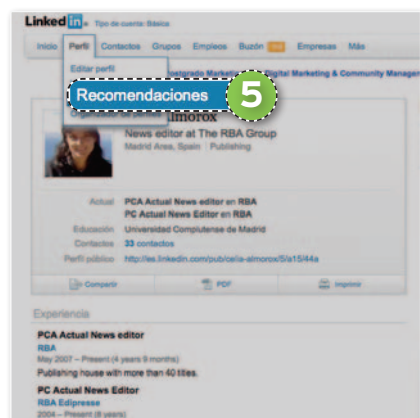 Linked in Tipo de cuenta: Básica
Inicio Perfil Contactos Grupos Empleos Buzón Empresas Más
Editar perfil
Digital Marketing & Community Manager
Recomendaciones 5
Almorox
News editor at The RBA Group
Madrid Area, Spain | Publishing
Actual PCA Actual News editor en RBA
PC Actual News Editor en RBA
Educación Universidad Complutense de Madrid
Contactos 33 contactos
Perfil público http://es.linkedin.com/pub/celia-almorox/5/a15/44a
Compartir PDF Imprimir
Experiencia
PCA Actual News editor
RBA
May 2007 – Present (4 years 9 months)
Publishing house with more than 40 titles.
PC Actual News Editor
RBA Edipresse
2004 – Present (8 years)